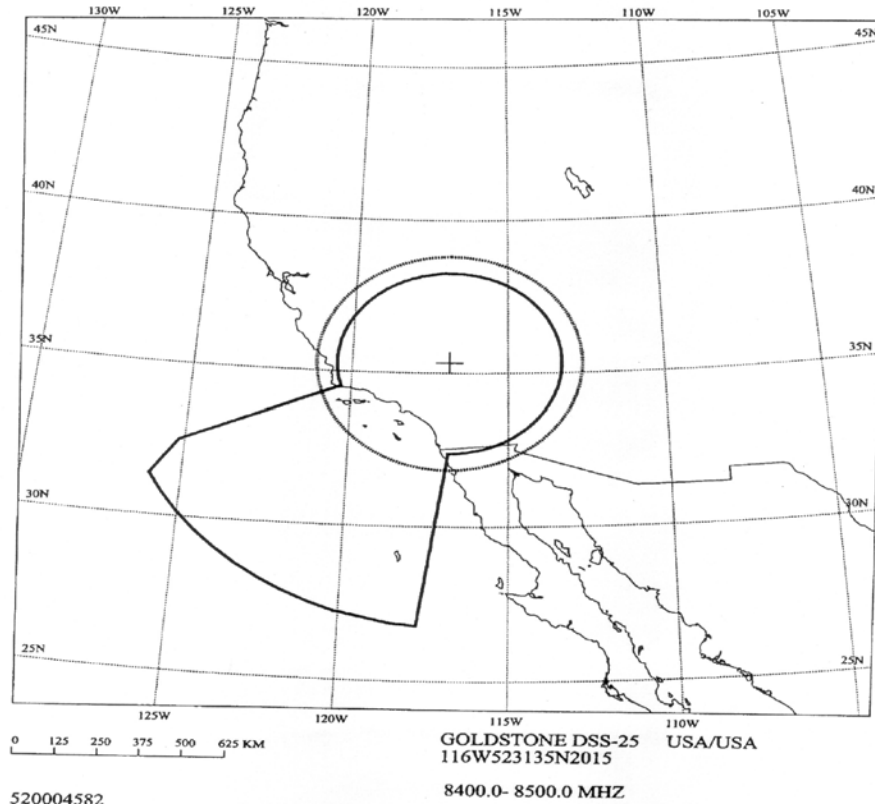 130W 125W 120W 115W 110W 105W
45N 45N
40N 40N
35N 35N
30N 30N
25N 25N
125W 120W 115W 110W
0 125 250 375 500 625 KM
GOLDSTONE DSS-25 USA/USA
116W523135N2015
8400.0- 8500.0 MHZ
520004582